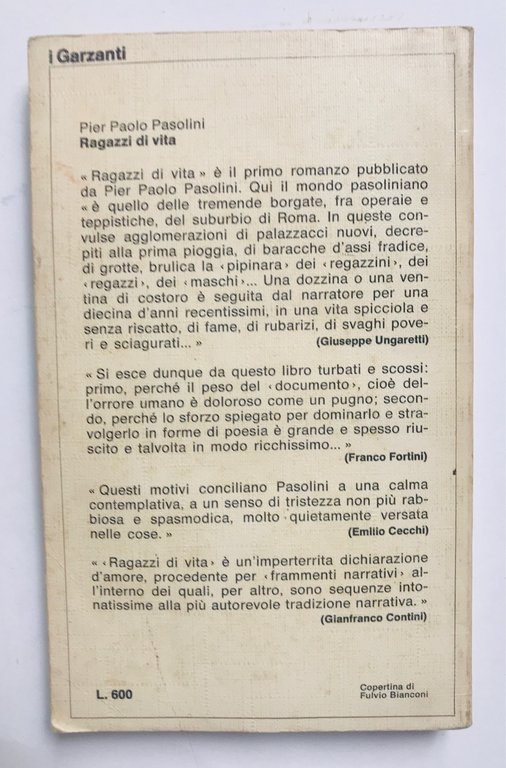 i Garzanti
Pier Paolo Pasolini
Ragazzi di vita
« Ragazzi di vita » è il primo romanzo pubblicato
da Pier Paolo Pasolini. Qui il mondo pasoliniano
« è quello delle tremende borgate, fra operaie e
teppistiche, del suburbio di Roma. In queste con-
vulse agglomerazioni di palazzacci nuovi, decre-
piti alla prima pioggia, di baracche d'assi fradice,
di grotte, brulica la ‹ pipinara › dei ‹ regazzini ›, dei
‹ regazzi ›, dei ‹ maschi ›... Una dozzina o una ven-
tina di costoro è seguita dal narratore per una
diecina d'anni recentissimi, in una vita spicciola e
senza riscatto, di fame, di rubarizi, di svaghi pove-
ri e sciagurati... »
(Giuseppe Ungaretti)
« Si esce dunque da questo libro turbati e scossi:
primo, perché il peso del ‹ documento ›, cioè del-
l'orrore umano è doloroso come un pugno; secon-
do, perché lo sforzo spiegato per dominarlo e stra-
volgerlo in forme di poesia è grande e spesso riu-
scito e talvolta in modo ricchissimo... »
(Franco Fortini)
« Questi motivi conciliano Pasolini a una calma
contemplativa, a un senso di tristezza non più rab-
biosa e spasmodica, molto quietamente versata
nelle cose. »
(Emilio Cecchi)
« ‹ Ragazzi di vita › è un'imperterrita dichiarazione
d'amore, procedente per ‹ frammenti narrativi › al-
l'interno dei quali, per altro, sono sequenze into-
natissime alla più autorevole tradizione narrativa. »
(Gianfranco Contini)
L. 600
Copertina di
Fulvio Bianconi